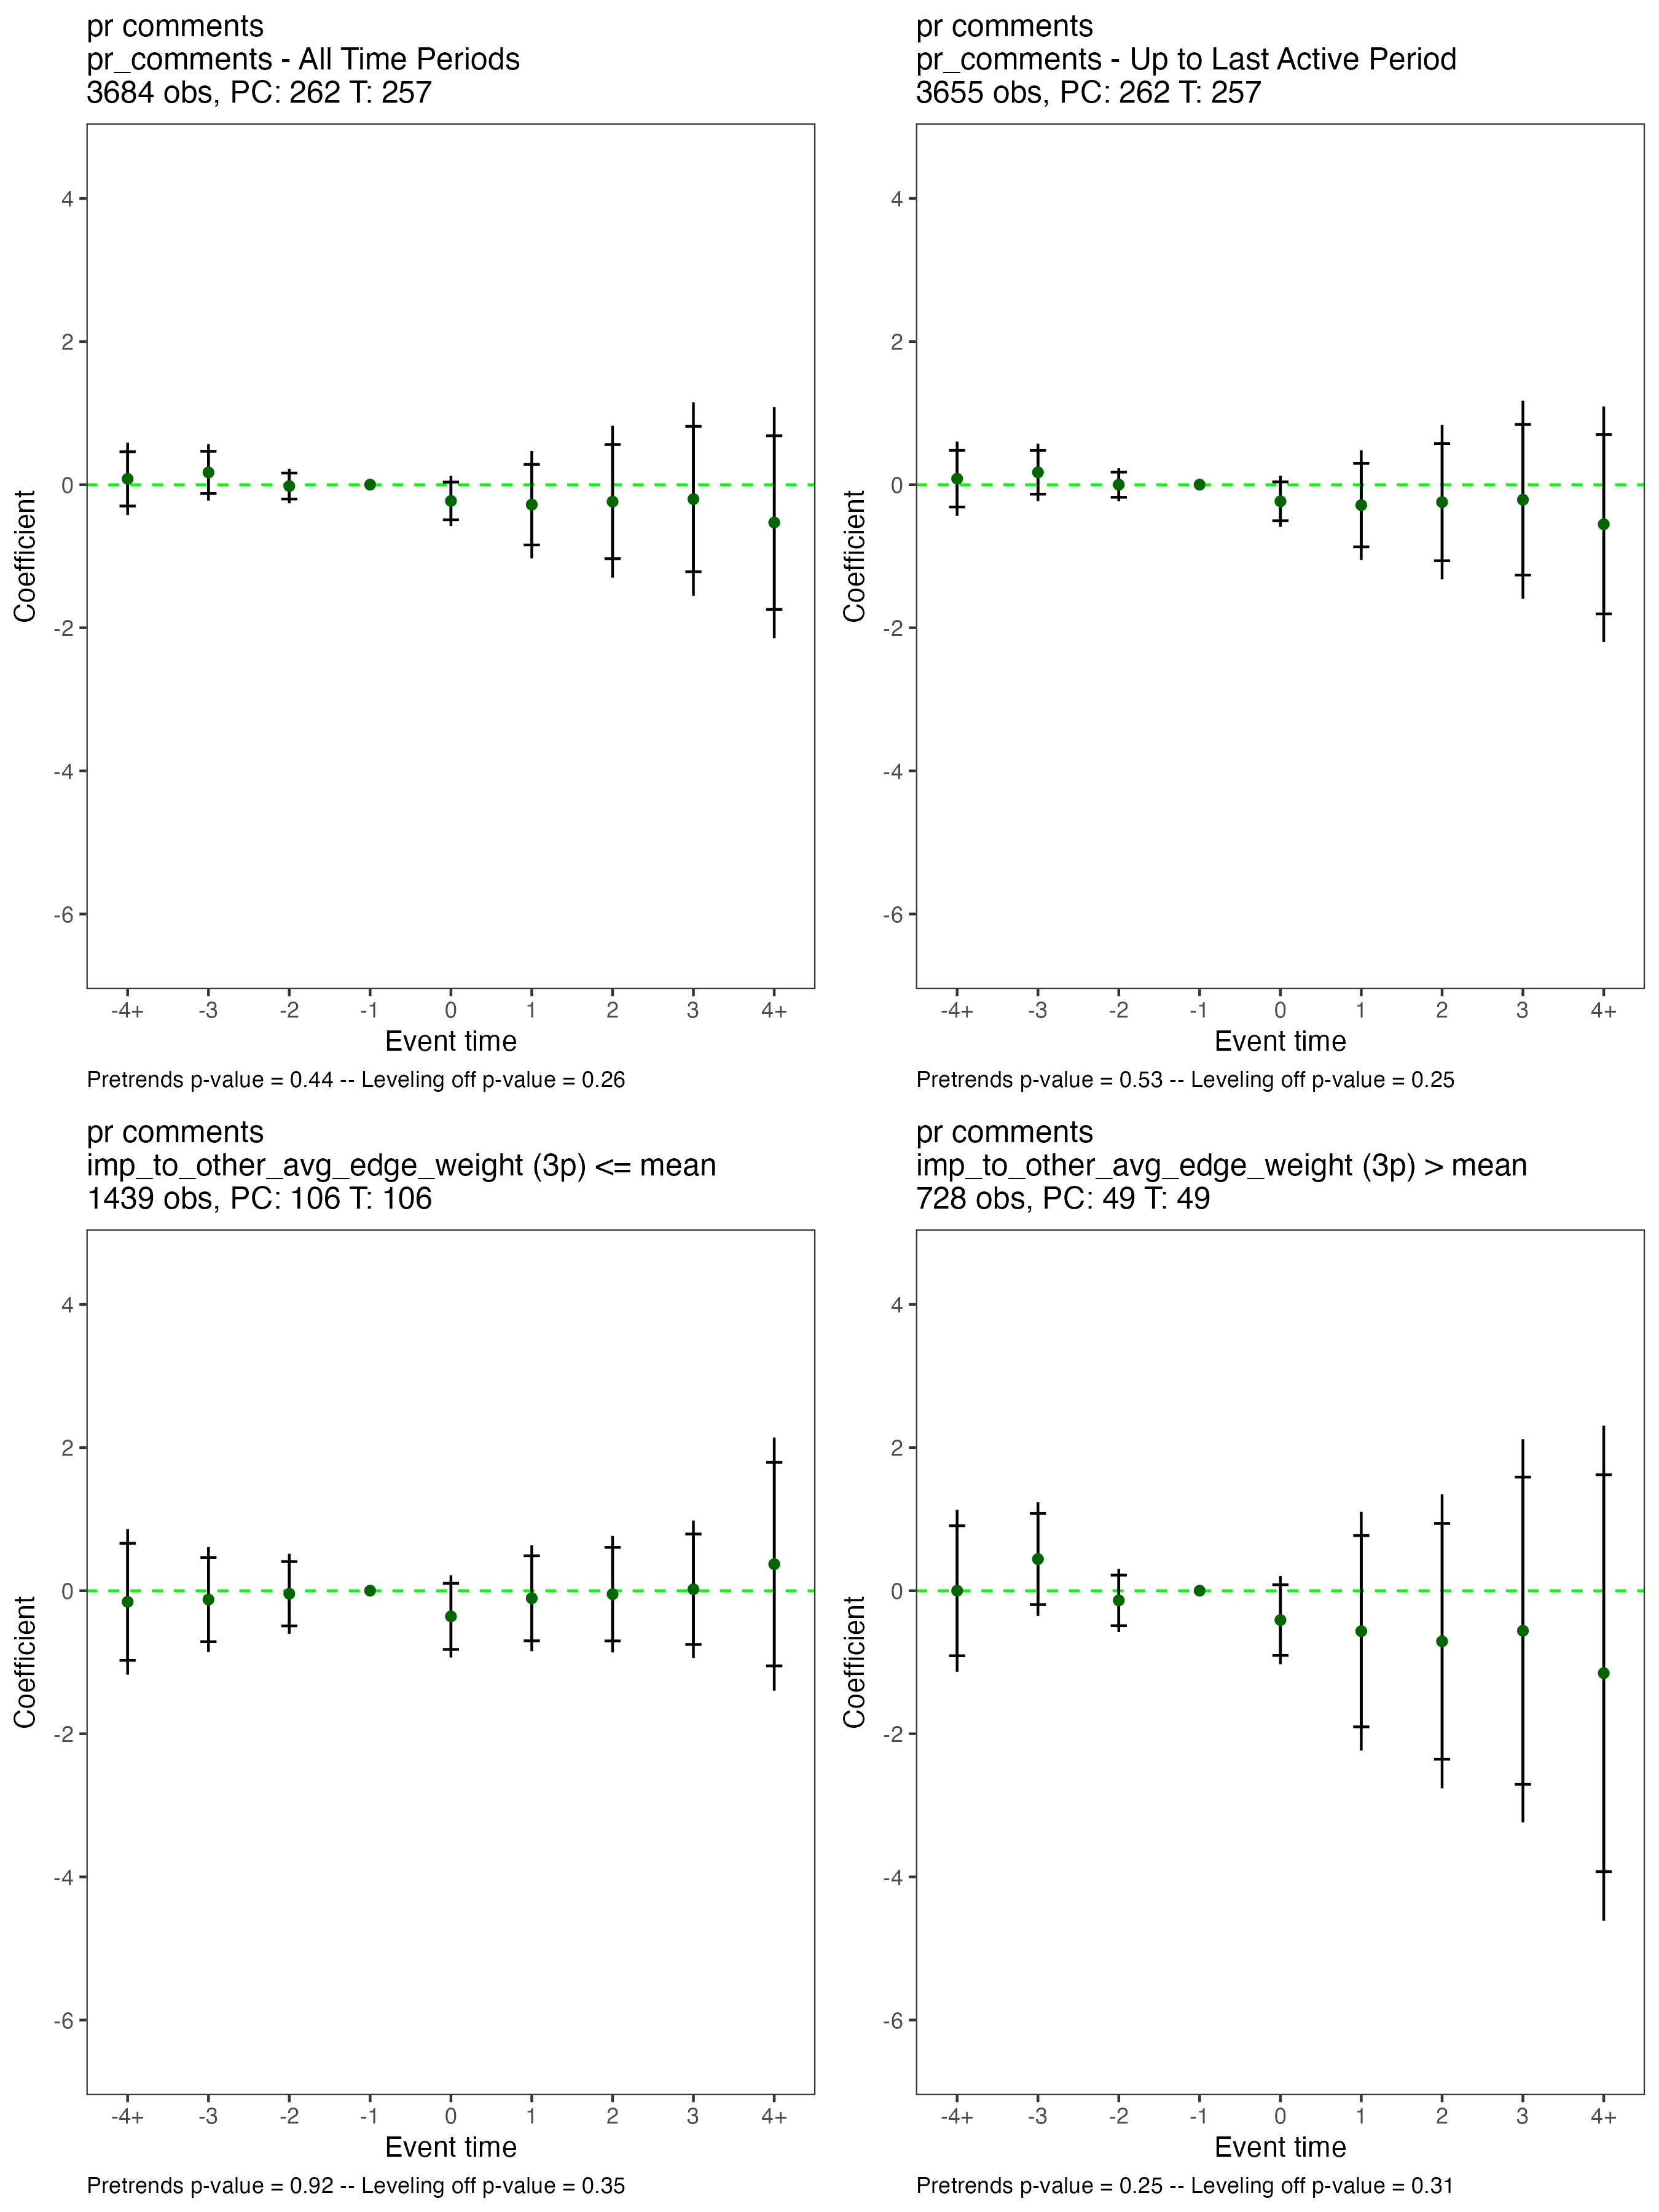 pr comments
pr_comments - All Time Periods
3684 obs, PC: 262 T: 257
4
2
0
-2
-4
-6
Coefficient
-4+ -3 -2 -1 0 1 2 3 4+
Event time
Pretrends p-value = 0.44 -- Leveling off p-value = 0.26
pr comments
pr_comments - Up to Last Active Period
3655 obs, PC: 262 T: 257
4
2
0
-2
-4
-6
Coefficient
-4+ -3 -2 -1 0 1 2 3 4+
Event time
Pretrends p-value = 0.53 -- Leveling off p-value = 0.25
pr comments
imp_to_other_avg_edge_weight (3p) <= mean
1439 obs, PC: 106 T: 106
4
2
0
-2
-4
-6
Coefficient
-4+ -3 -2 -1 0 1 2 3 4+
Event time
Pretrends p-value = 0.92 -- Leveling off p-value = 0.35
pr comments
imp_to_other_avg_edge_weight (3p) > mean
728 obs, PC: 49 T: 49
4
2
0
-2
-4
-6
Coefficient
-4+ -3 -2 -1 0 1 2 3 4+
Event time
Pretrends p-value = 0.25 -- Leveling off p-value = 0.31